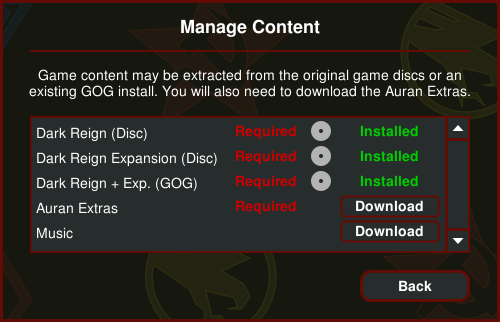 Manage Content
Game content may be extracted from the original game discs or an
existing GOG install. You will also need to download the Auran Extras.
Dark Reign (Disc) Required Installed
Dark Reign Expansion (Disc) Required Installed
Dark Reign + Exp. (GOG) Required Installed
Auran Extras Required Download
Music Download
Back